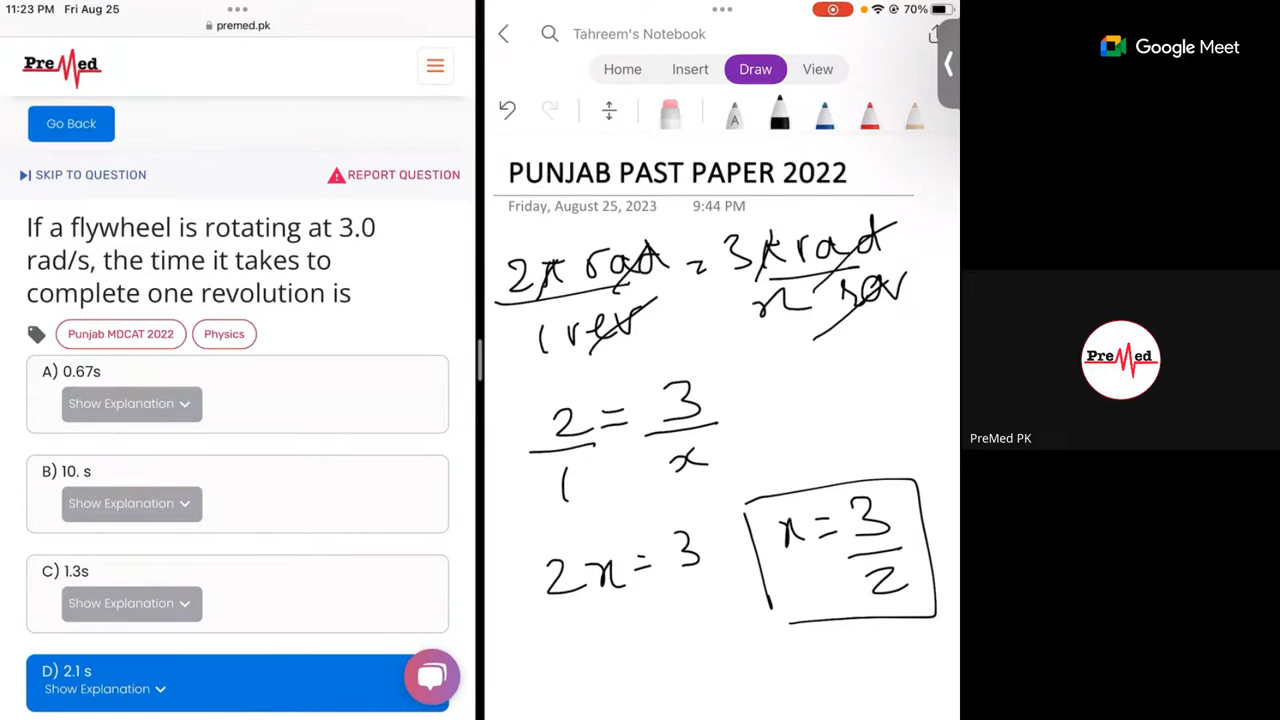 11:23 PM Fri Aug 25
premed.pk
PreMed
Go Back
SKIP TO QUESTION
REPORT QUESTION
If a flywheel is rotating at 3.0
rad/s, the time it takes to
complete one revolution is
Punjab MDCAT 2022
Physics
A) 0.67s
Show Explanation
B) 10. s
Show Explanation
C) 1.3s
Show Explanation
D) 2.1 s
Show Explanation
70%
Tahreem's Notebook
Home Insert Draw View
A
PUNJAB PAST PAPER 2022
Friday, August 25, 2023 9:44 PM
2π rad = 3π rad
1 rev x rev
2 = 3
1 x
2x = 3
x = 3
2
Google Meet
PreMed
PreMed PK